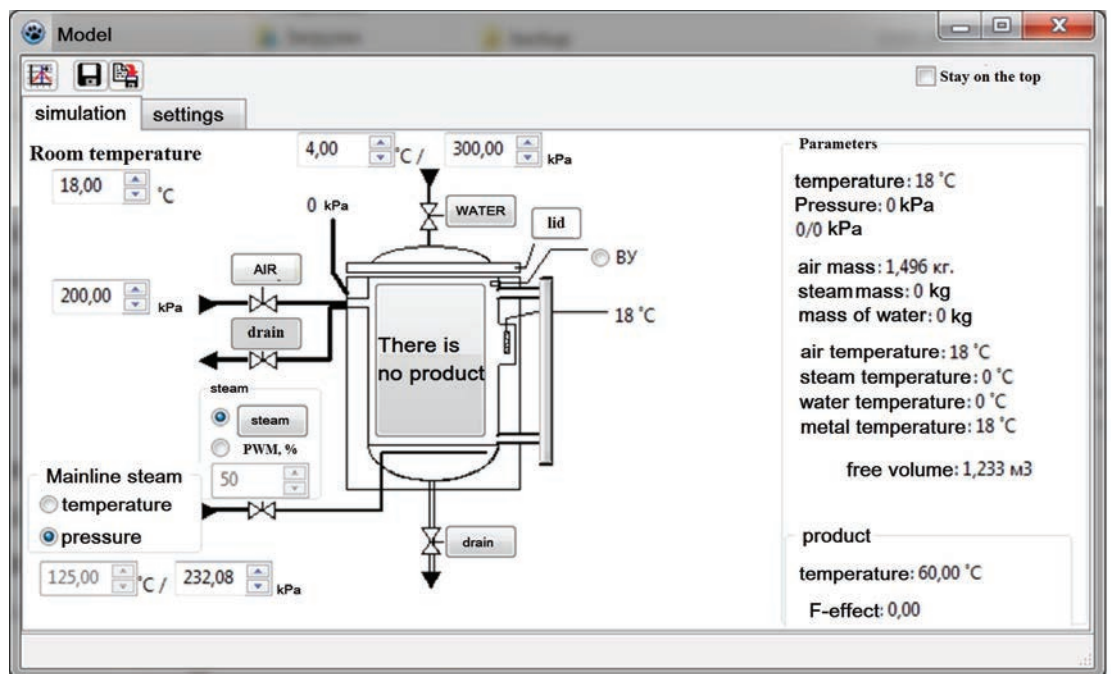 Model
Stay on the top
simulation settings
Room temperature
18,00 °C
4,00 °C / 300,00 kPa
0 kPa
WATER
lid
ВУ
AIR
200,00 kPa
18 °C
drain
There is
no product
steam
steam
PWM, %
50
Mainline steam
temperature
pressure
125,00 °C / 232,08 kPa
drain
Parameters
temperature: 18 °C
Pressure: 0 kPa
0/0 kPa
air mass: 1,496 кг.
steam mass: 0 kg
mass of water: 0 kg
air temperature: 18 °C
steam temperature: 0 °C
water temperature: 0 °C
metal temperature: 18 °C
free volume: 1,233 м3
product
temperature: 60,00 °C
F-effect: 0,00